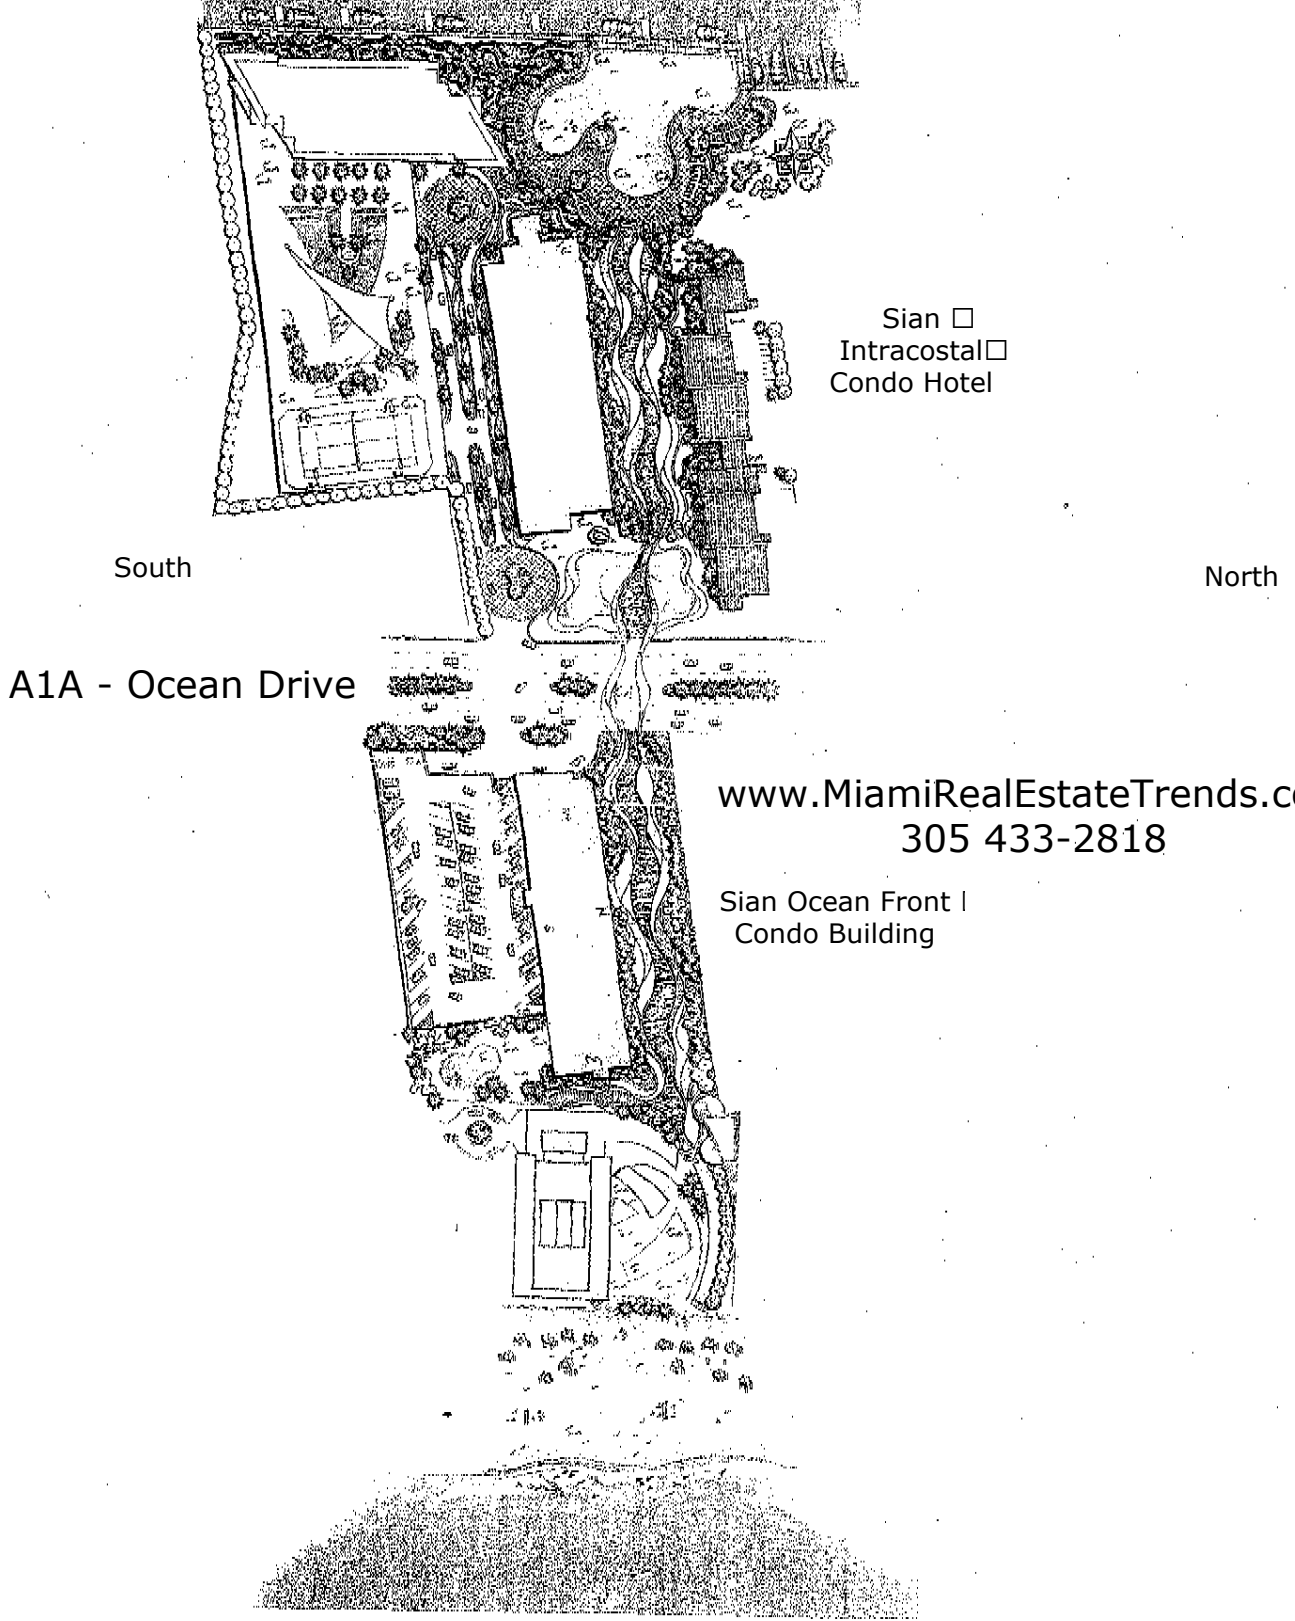 Sian □
Intracostal□
Condo Hotel
South
North
A1A - Ocean Drive
www.MiamiRealEstateTrends.co
305 433-2818
Sian Ocean Front
Condo Building